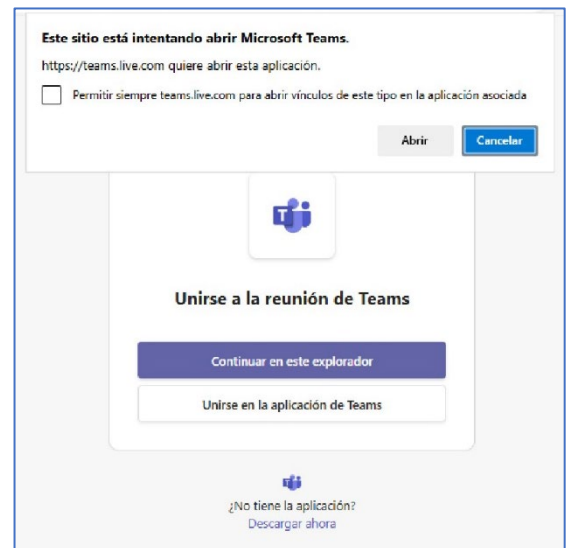 Este sitio está intentando abrir Microsoft Teams.
https://teams.live.com quiere abrir esta aplicación.
Permitir siempre teams.live.com para abrir vínculos de este tipo en la aplicación asociada
Abrir
Cancelar
Unirse a la reunión de Teams
Continuar en este explorador
Unirse en la aplicación de Teams
¿No tiene la aplicación?
Descargar ahora